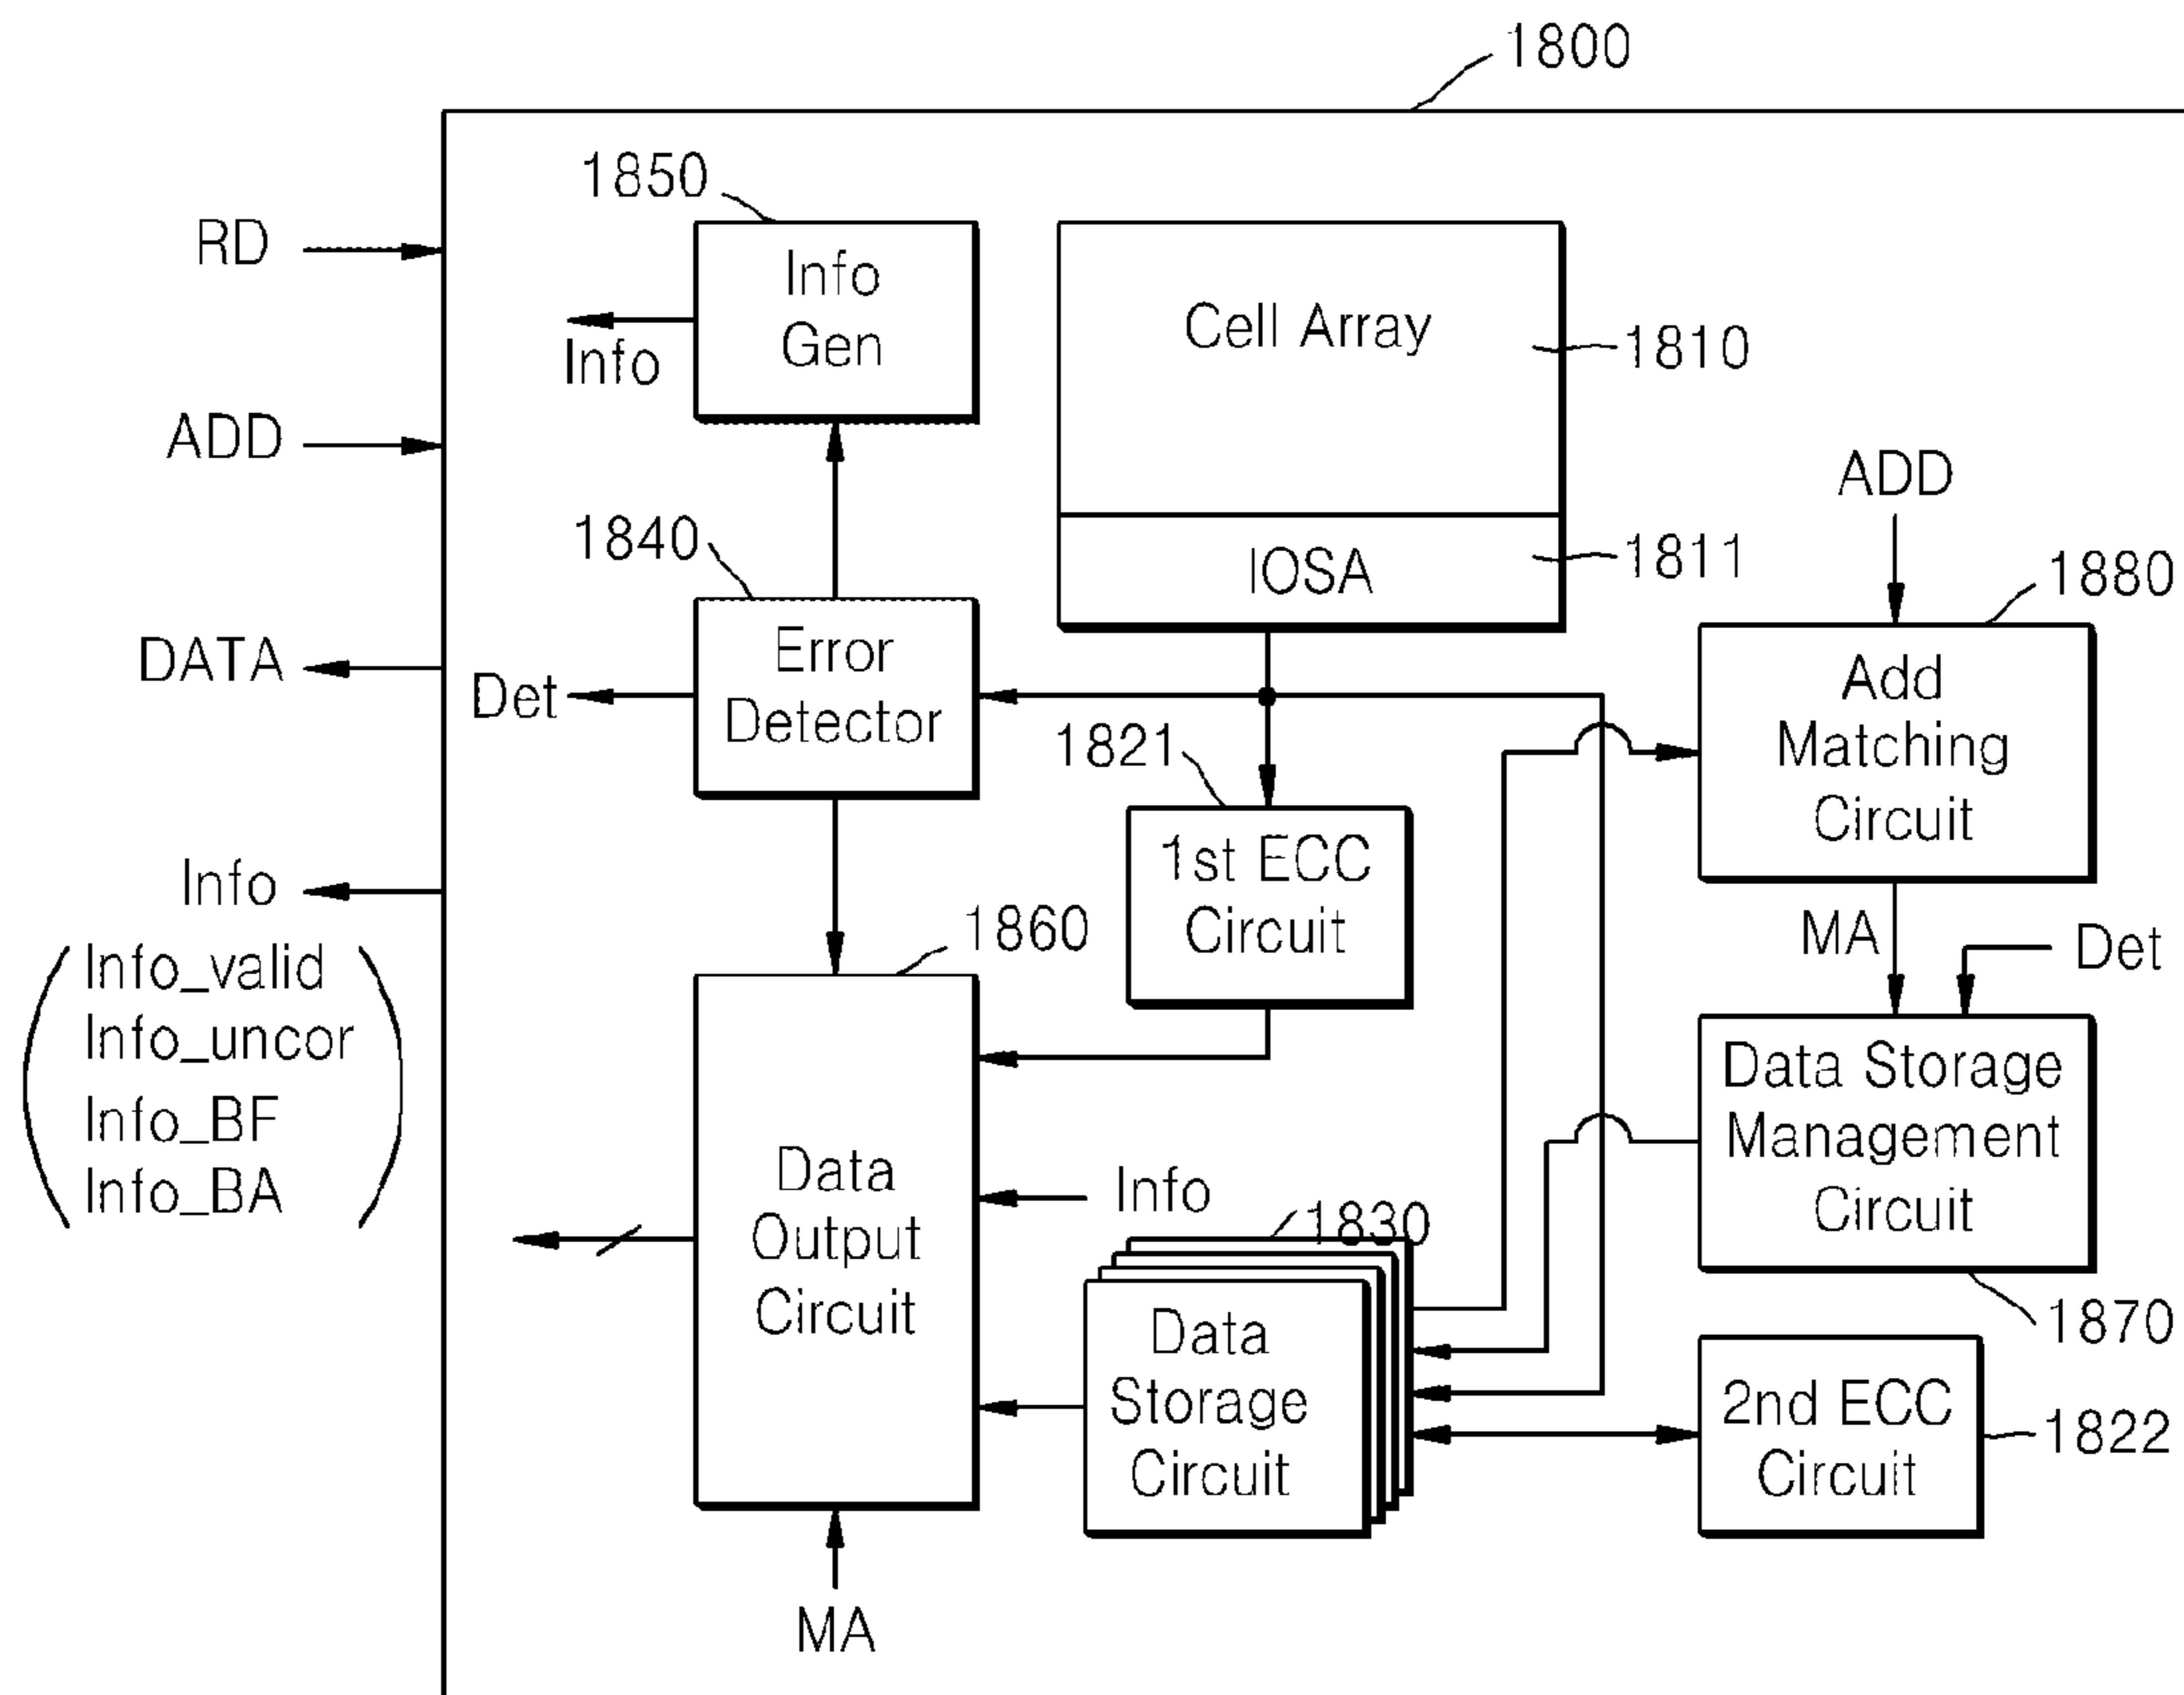 1800
1850
RD
Info
Gen
Info
Cell Array
1810
ADD
ADD
1840
IOSA
1811
1880
Error
Detector
Det
DATA
1821
Add
Matching
Circuit
1st ECC
Circuit
Info
1860
MA
Det
Info_valid
Info_uncor
Info_BF
Info_BA
Data Storage
Management
Circuit
Data
Output
Circuit
Info
1830
1870
Data
Storage
Circuit
2nd ECC
Circuit
1822
MA